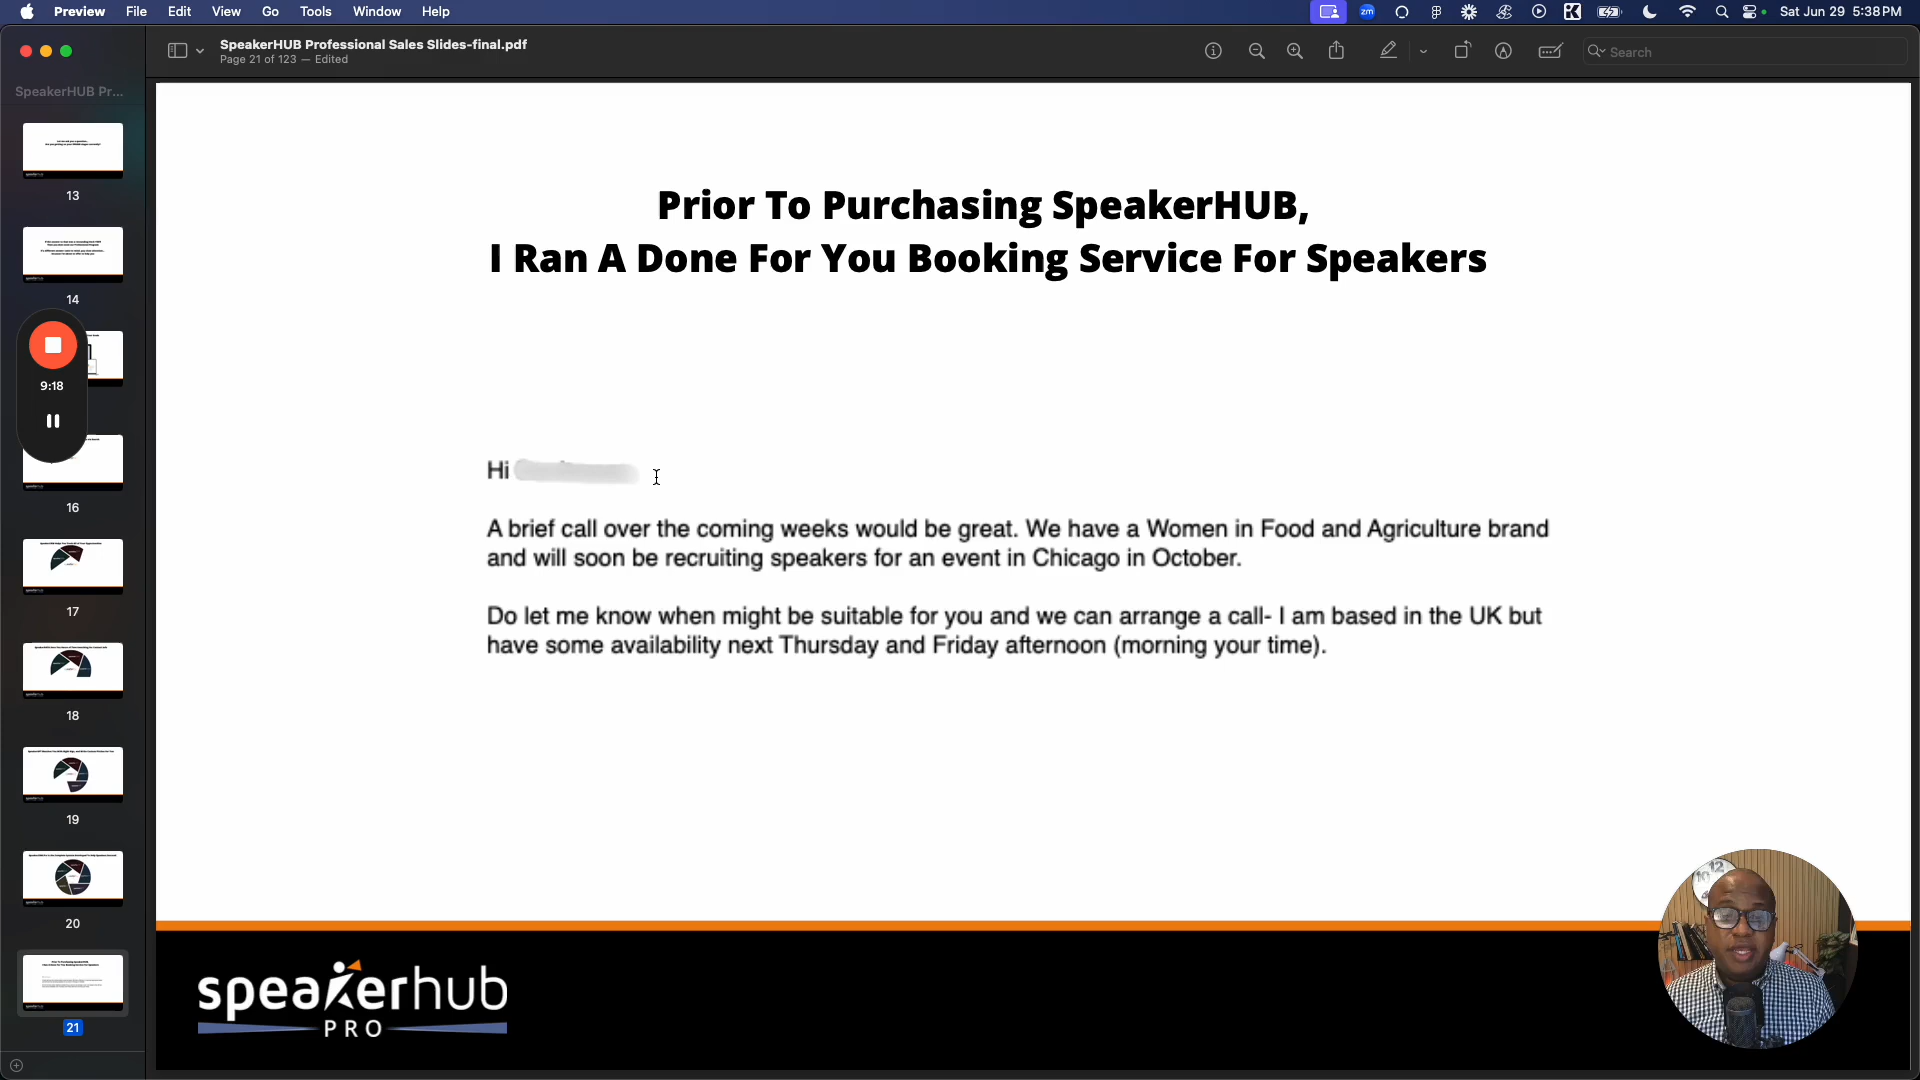 Preview File Edit View Go Tools Window Help
zm
Sat Jun 29 5:38 PM
SpeakerHUB Professional Sales Slides-final.pdf
Page 21 of 123 — Edited
Search
SpeakerHUB Pr...
13
14
9:18
16
17
18
19
20
21
Prior To Purchasing SpeakerHUB,
I Ran A Done For You Booking Service For Speakers
Hi
A brief call over the coming weeks would be great. We have a Women in Food and Agriculture brand
and will soon be recruiting speakers for an event in Chicago in October.
Do let me know when might be suitable for you and we can arrange a call- I am based in the UK but
have some availability next Thursday and Friday afternoon (morning your time).
speakerhub
PRO
12